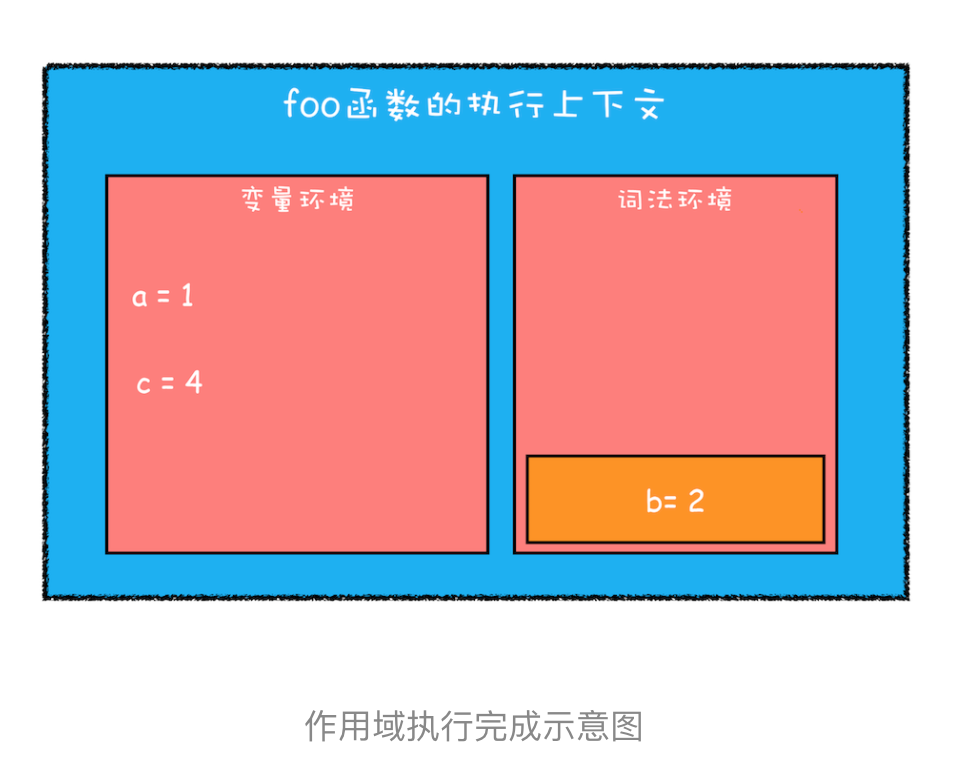 foo函数的执行上下文
变量环境
词法环境
a = 1
c = 4
b= 2
作用域执行完成示意图